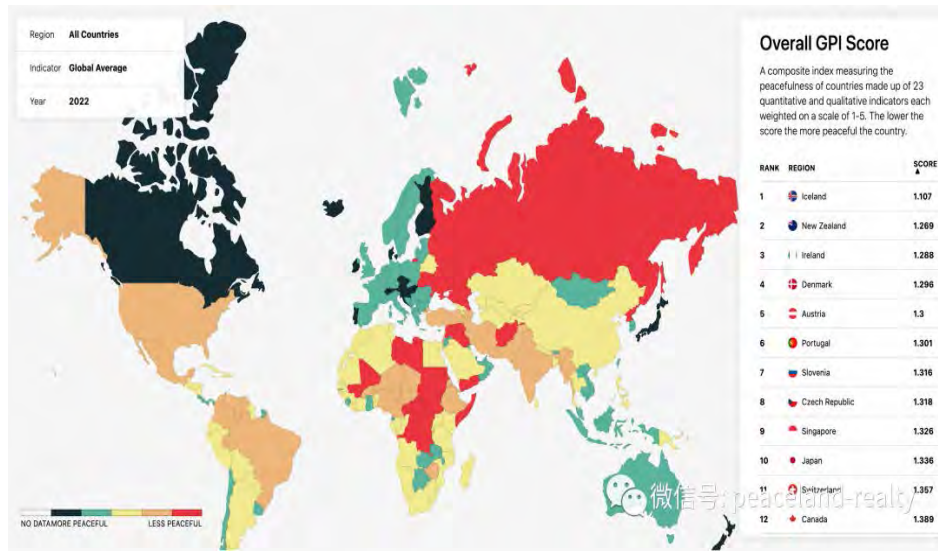 Region All Countries
Indicator Global Average
Year 2022
NO DATA MORE PEACEFUL LESS PEACEFUL
Overall GPI Score
A composite index measuring the
peacefulness of countries made up of 23
quantitative and qualitative indicators each
weighted on a scale of 1-5. The lower the
score the more peaceful the country.
RANK REGION SCORE
1 Iceland 1.107
2 New Zealand 1.269
3 Ireland 1.288
4 Denmark 1.296
5 Austria 1.3
6 Portugal 1.301
7 Slovenia 1.316
8 Czech Republic 1.318
9 Singapore 1.326
10 Japan 1.336
11 Switzerland 1.357
微信号: peaceland-realty
12 Canada 1.389